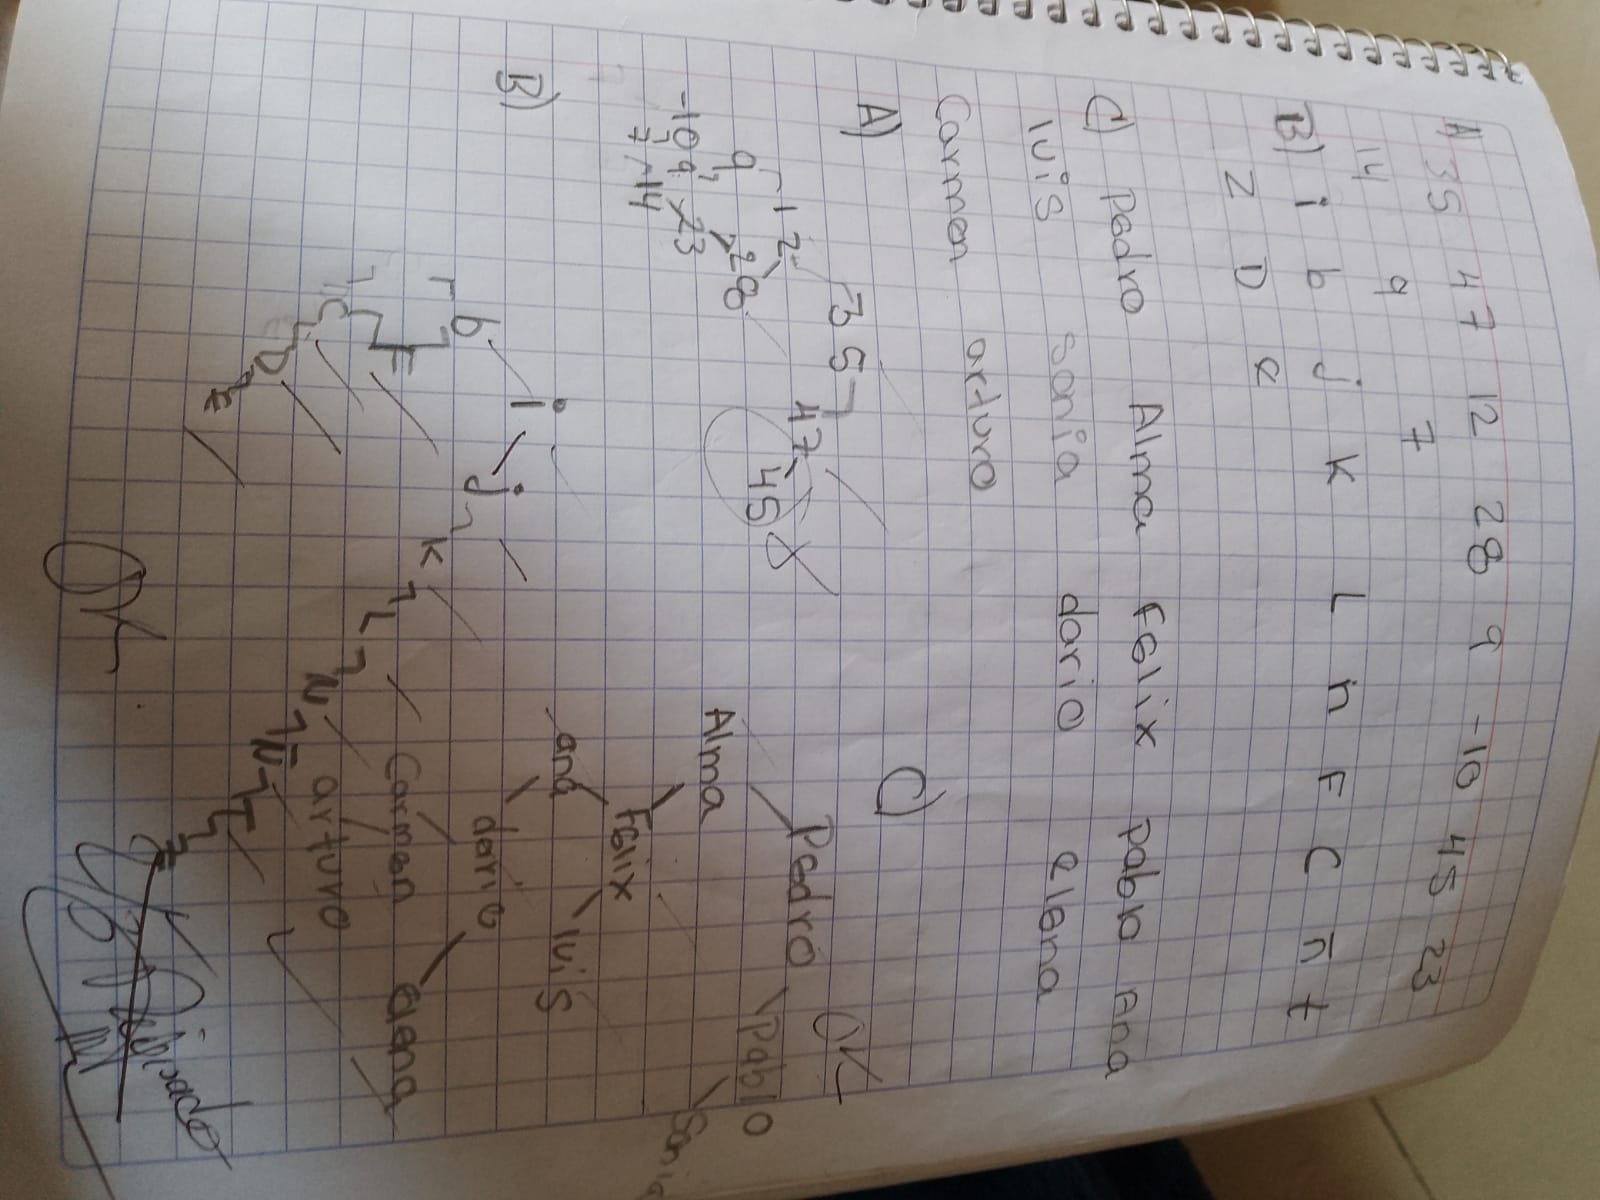 A) 35 47 12 28 9 -10 45 23
14 9 7
B) i b j K L n F C ñ t
Z D e
C) Pedro Alma Felix Pablo Ana
luis Sonia dario elena
Carmen arturo
A)
35
12 47
9 28 45
-10 9 23
7 14
B)
i
b j
F K
C L
D N
E Ñ
T
Z
OK
C)
Pedro OK
Alma Pablo
Felix Sonia
ana luis
dario
Carmen elena
arturo
Revisado